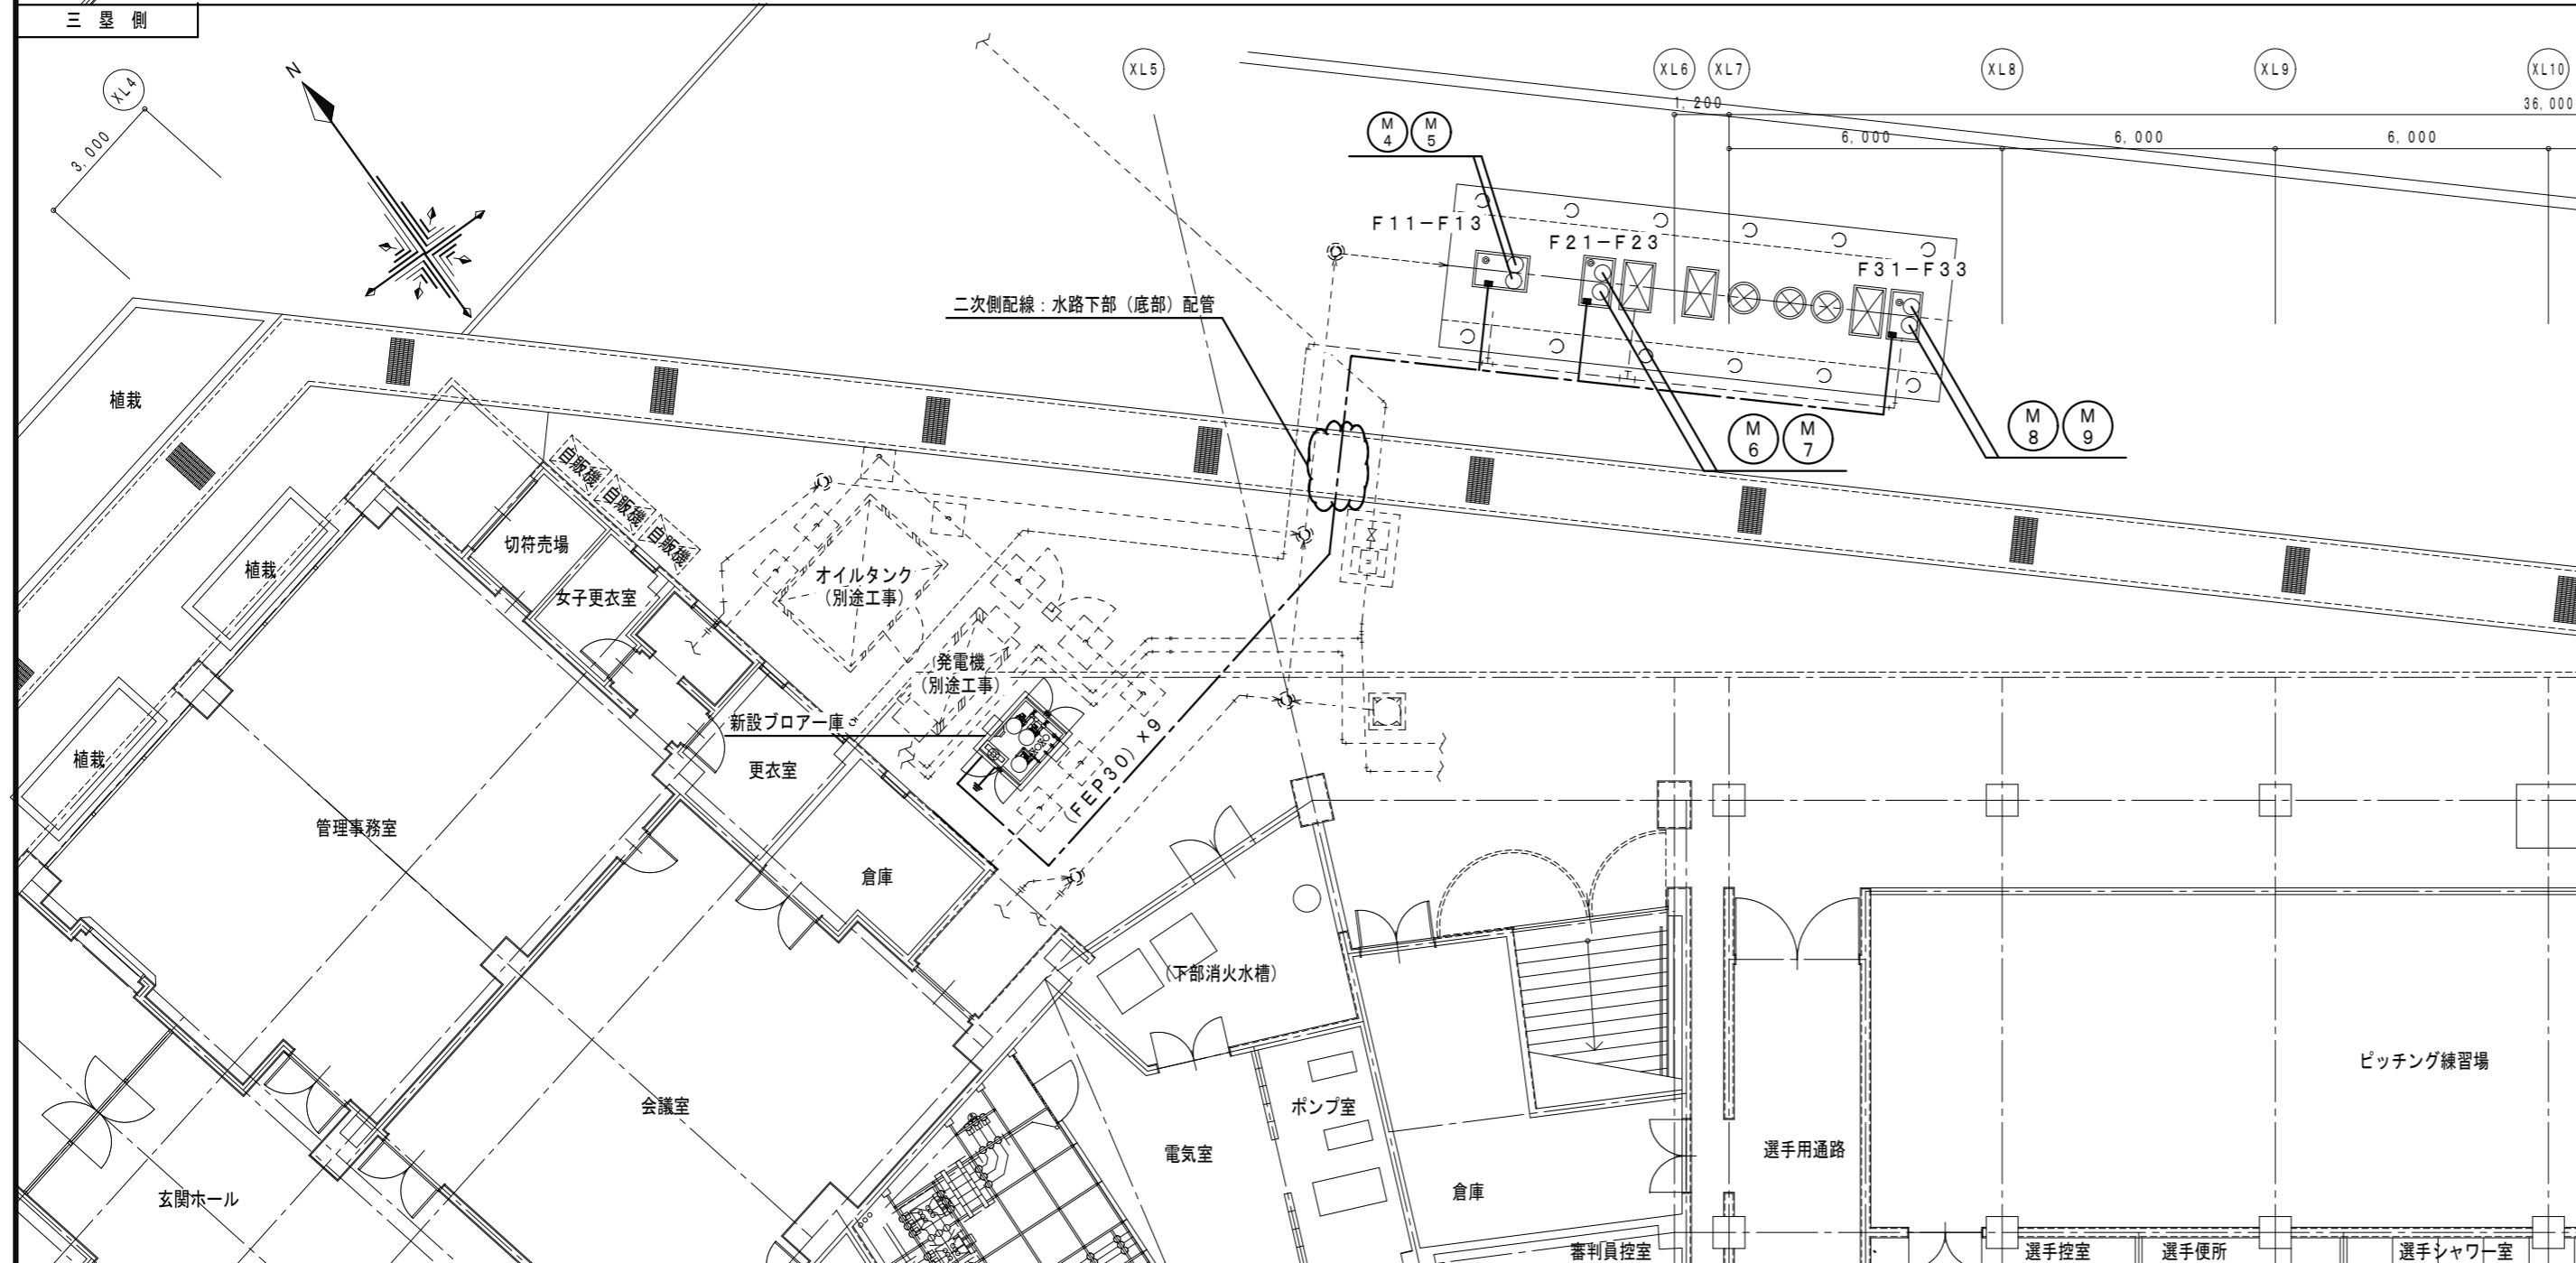 三 塁 側
N
XL4
XL5
XL6
XL7
XL8
XL9
XL10
3,000
1,200
36,000
6,000
6,000
6,000
M
4
M
5
F11-F13
F21-F23
F31-F33
二次側配線：水路下部（底部）配管
M
6
M
7
M
8
M
9
植栽
自販機
自販機
自販機
切符売場
植栽
女子更衣室
オイルタンク
（別途工事）
発電機
（別途工事）
新設ブロアー庫
植栽
更衣室
（FEP30）×9
管理事務室
倉庫
（下部消火水槽）
ピッチング練習場
会議室
ポンプ室
電気室
選手用通路
玄関ホール
倉庫
審判員控室
選手控室
選手便所
選手シャワー室